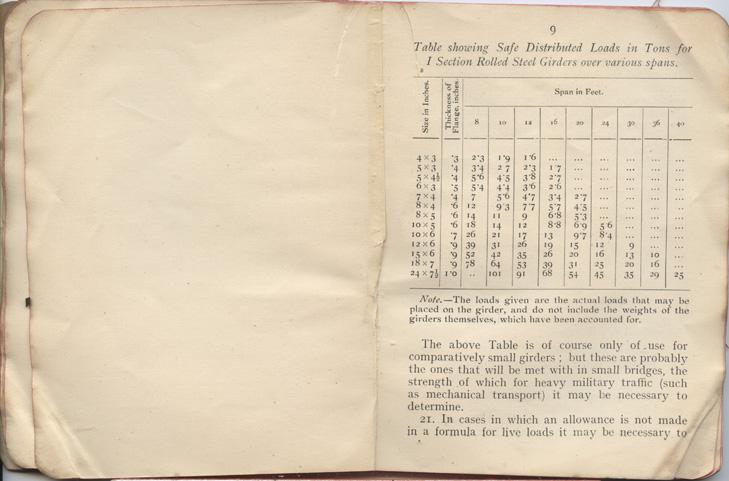 9
Table showing Safe Distributed Loads in Tons for
I Section Rolled Steel Girders over various spans.
Size in Inches. Thickness of Flange, inches. Span in Feet.
8 10 12 16 20 24 30 36 40
4 × 3 ·3 2·3 1·9 1·6 ... ... ... ... ... ...
5 × 3 ·4 3·4 2 7 2·3 1 7 ... ... ... ... ...
5 × 4½ ·4 5·6 4·5 3·8 2·7 ... ... ... ... ...
6 × 3 ·5 5·4 4·4 3·6 2·6 ... ... ... ... ...
7 × 4 ·4 7 5·6 4·7 3·4 2·7 ... ... ... ...
8 × 4 ·6 12 9·3 7·7 5·7 4·5 ... ... ... ...
8 × 5 ·6 14 11 9 6·8 5·3 ... ... ... ...
10 × 5 ·6 18 14 12 8·8 6·9 5 6 ... ... ...
10 × 6 ·7 26 21 17 13 9·7 8·4 ... ... ...
12 × 6 ·9 39 31 26 19 15 12 9 ... ...
15 × 6 ·9 52 42 35 26 20 16 13 10 ...
18 × 7 ·9 78 64 53 39 31 25 20 16 ...
24 × 7½ 1·0 .. 101 91 68 54 45 35 29 25
Note.—The loads given are the actual loads that may be
placed on the girder, and do not include the weights of the
girders themselves, which have been accounted for.
The above Table is of course only of use for
comparatively small girders ; but these are probably
the ones that will be met with in small bridges, the
strength of which for heavy military traffic (such
as mechanical transport) it may be necessary to
determine.
21. In cases in which an allowance is not made
in a formula for live loads it may be necessary to